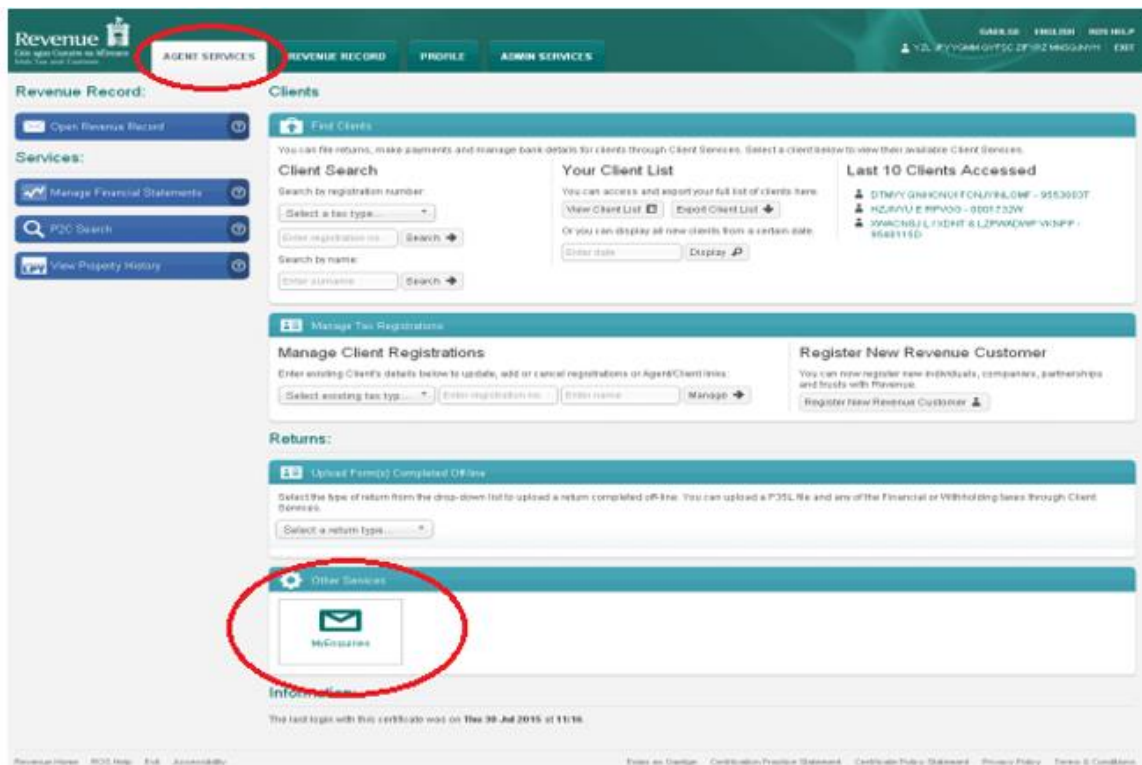 Revenue
AGENT SERVICES
REVENUE RECORD
PROFILE
ADMIN SERVICES
GAEILGE ENGLISH ROS HELP
EXIT
Revenue Record:
Open Revenue Record
Services:
Manage Financial Statements
P2C Search
View Property History
Clients
Find Clients
You can file returns, make payments and manage bank details for clients through Client Services. Select a client below to view their available Client Services.
Client Search
Search by registration number:
Select a tax type...
Enter registration no.
Search
Search by name:
Enter surname
Search
Your Client List
You can access and export your full list of clients here.
View Client List
Export Client List
Or you can display all new clients from a certain date.
Enter date
Display
Last 10 Clients Accessed
Manage Tax Registrations
Manage Client Registrations
Enter existing Client's details below to update, add or cancel registrations or Agent/Client links:
Select existing tax typ...
Enter registration no.
Enter name
Manage
Register New Revenue Customer
You can now register new individuals, companies, partnerships
and trusts with Revenue.
Register New Revenue Customer
Returns:
Upload Form(s) Completed Off-line
Select the type of return from the drop-down list to upload a return completed off-line. You can upload a P35L file and any of the Financial or Withholding taxes through Client
Services.
Select a return type...
Other Services
MyEnquiries
Information:
The last login with this certificate was on Thu 30-Jul 2015 at 11:16.
Revenue Home ROS Help Exit Accessibility
Certification Practice Statement Certificate Policy Statement Privacy Policy Terms & Conditions